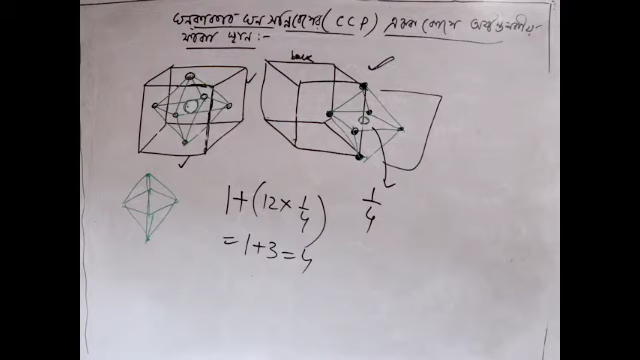 ঘনকাকার ঘন সন্নিবেশের (CCP) একক কোষে অষ্টতলকীয়
ফাঁকা স্থান :-
back
1/4
1 + (12 × 1/4)
= 1 + 3 = 4